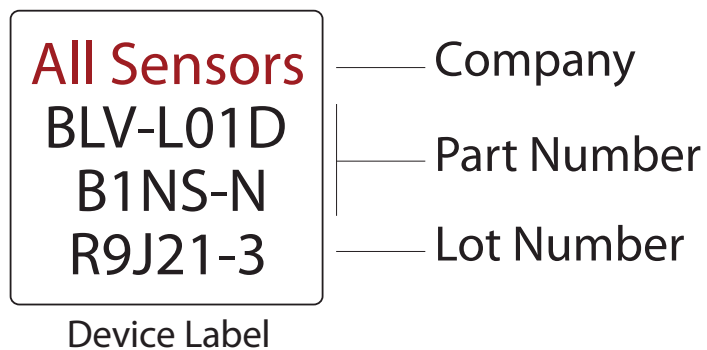 All Sensors
BLV-L01D
B1NS-N
R9J21-3
Company
Part Number
Lot Number
Device Label